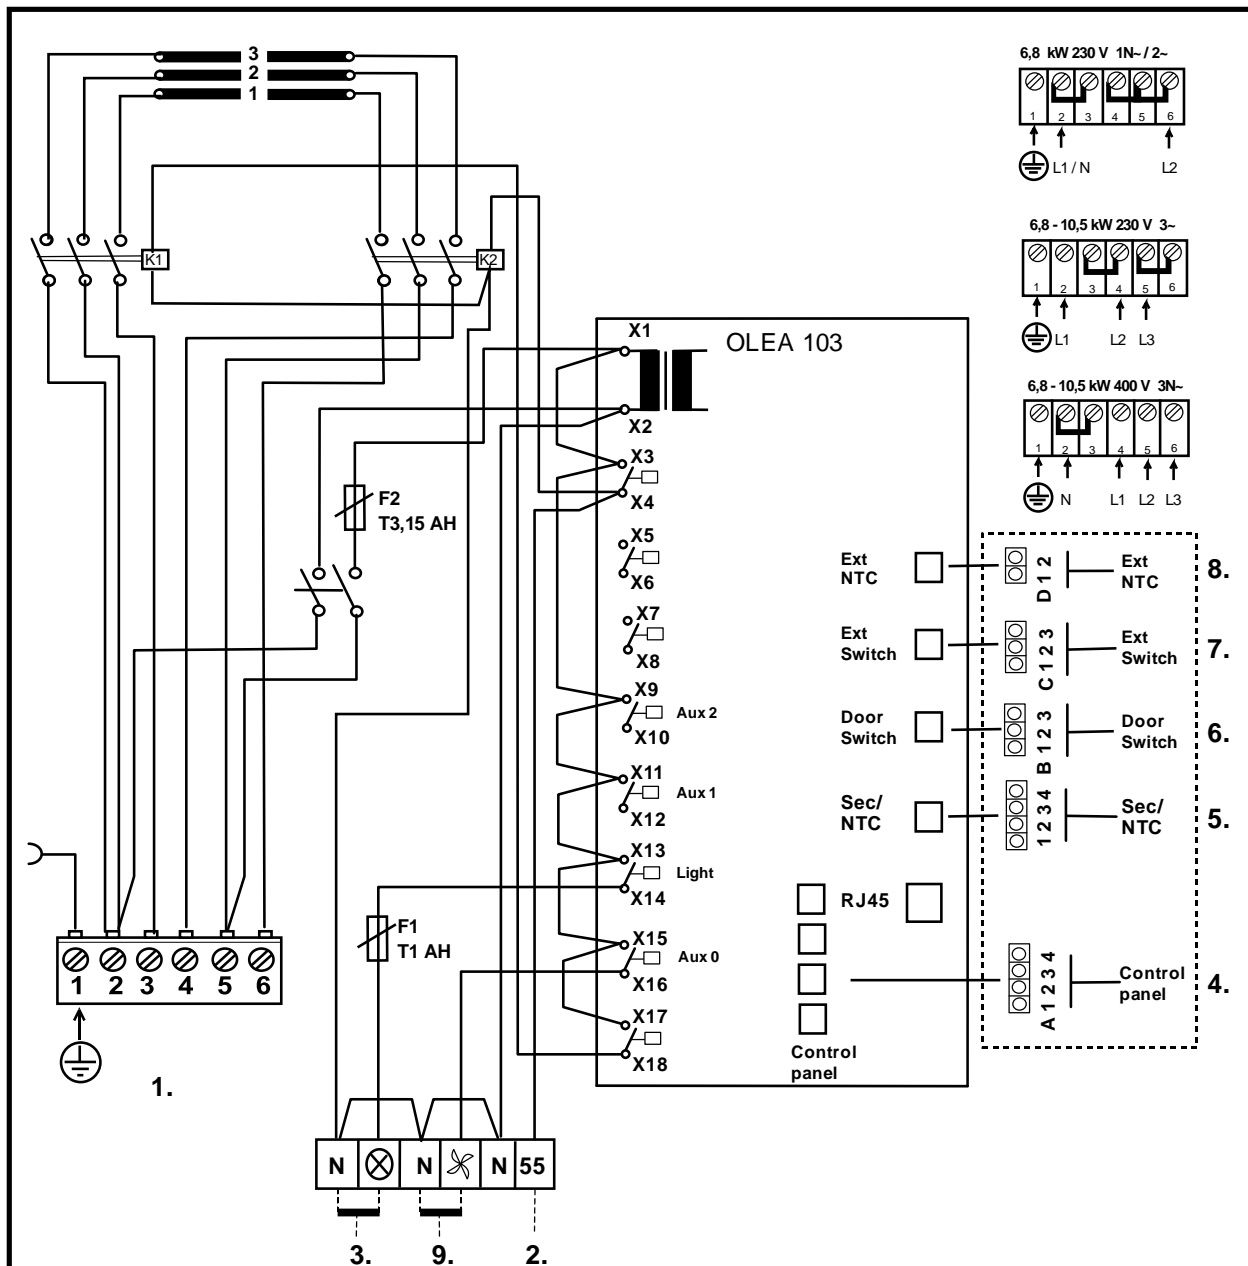 3
2
1
K1
K2
6,8 kW 230 V 1N~ / 2~
1 2 3 4 5 6
L1 / N L2
6,8 - 10,5 kW 230 V 3~
1 2 3 4 5 6
L1 L2 L3
6,8 - 10,5 kW 400 V 3N~
1 2 3 4 5 6
N L1 L2 L3
OLEA 103
X1
X2
X3
X4
X5
X6
X7
X8
X9
Aux 2
X10
X11
Aux 1
X12
X13
Light
X14
X15
Aux 0
X16
X17
X18
F2
T3,15 AH
F1
T1 AH
Ext
NTC
D 1 2
Ext
NTC
8.
Ext
Switch
C 1 2 3
Ext
Switch
7.
Door
Switch
B 1 2 3
Door
Switch
6.
Sec/
NTC
1 2 3 4
Sec/
NTC
5.
RJ45
A 1 2 3 4
Control
panel
4.
Control
panel
1 2 3 4 5 6
1.
N N N 55
3. 9. 2.